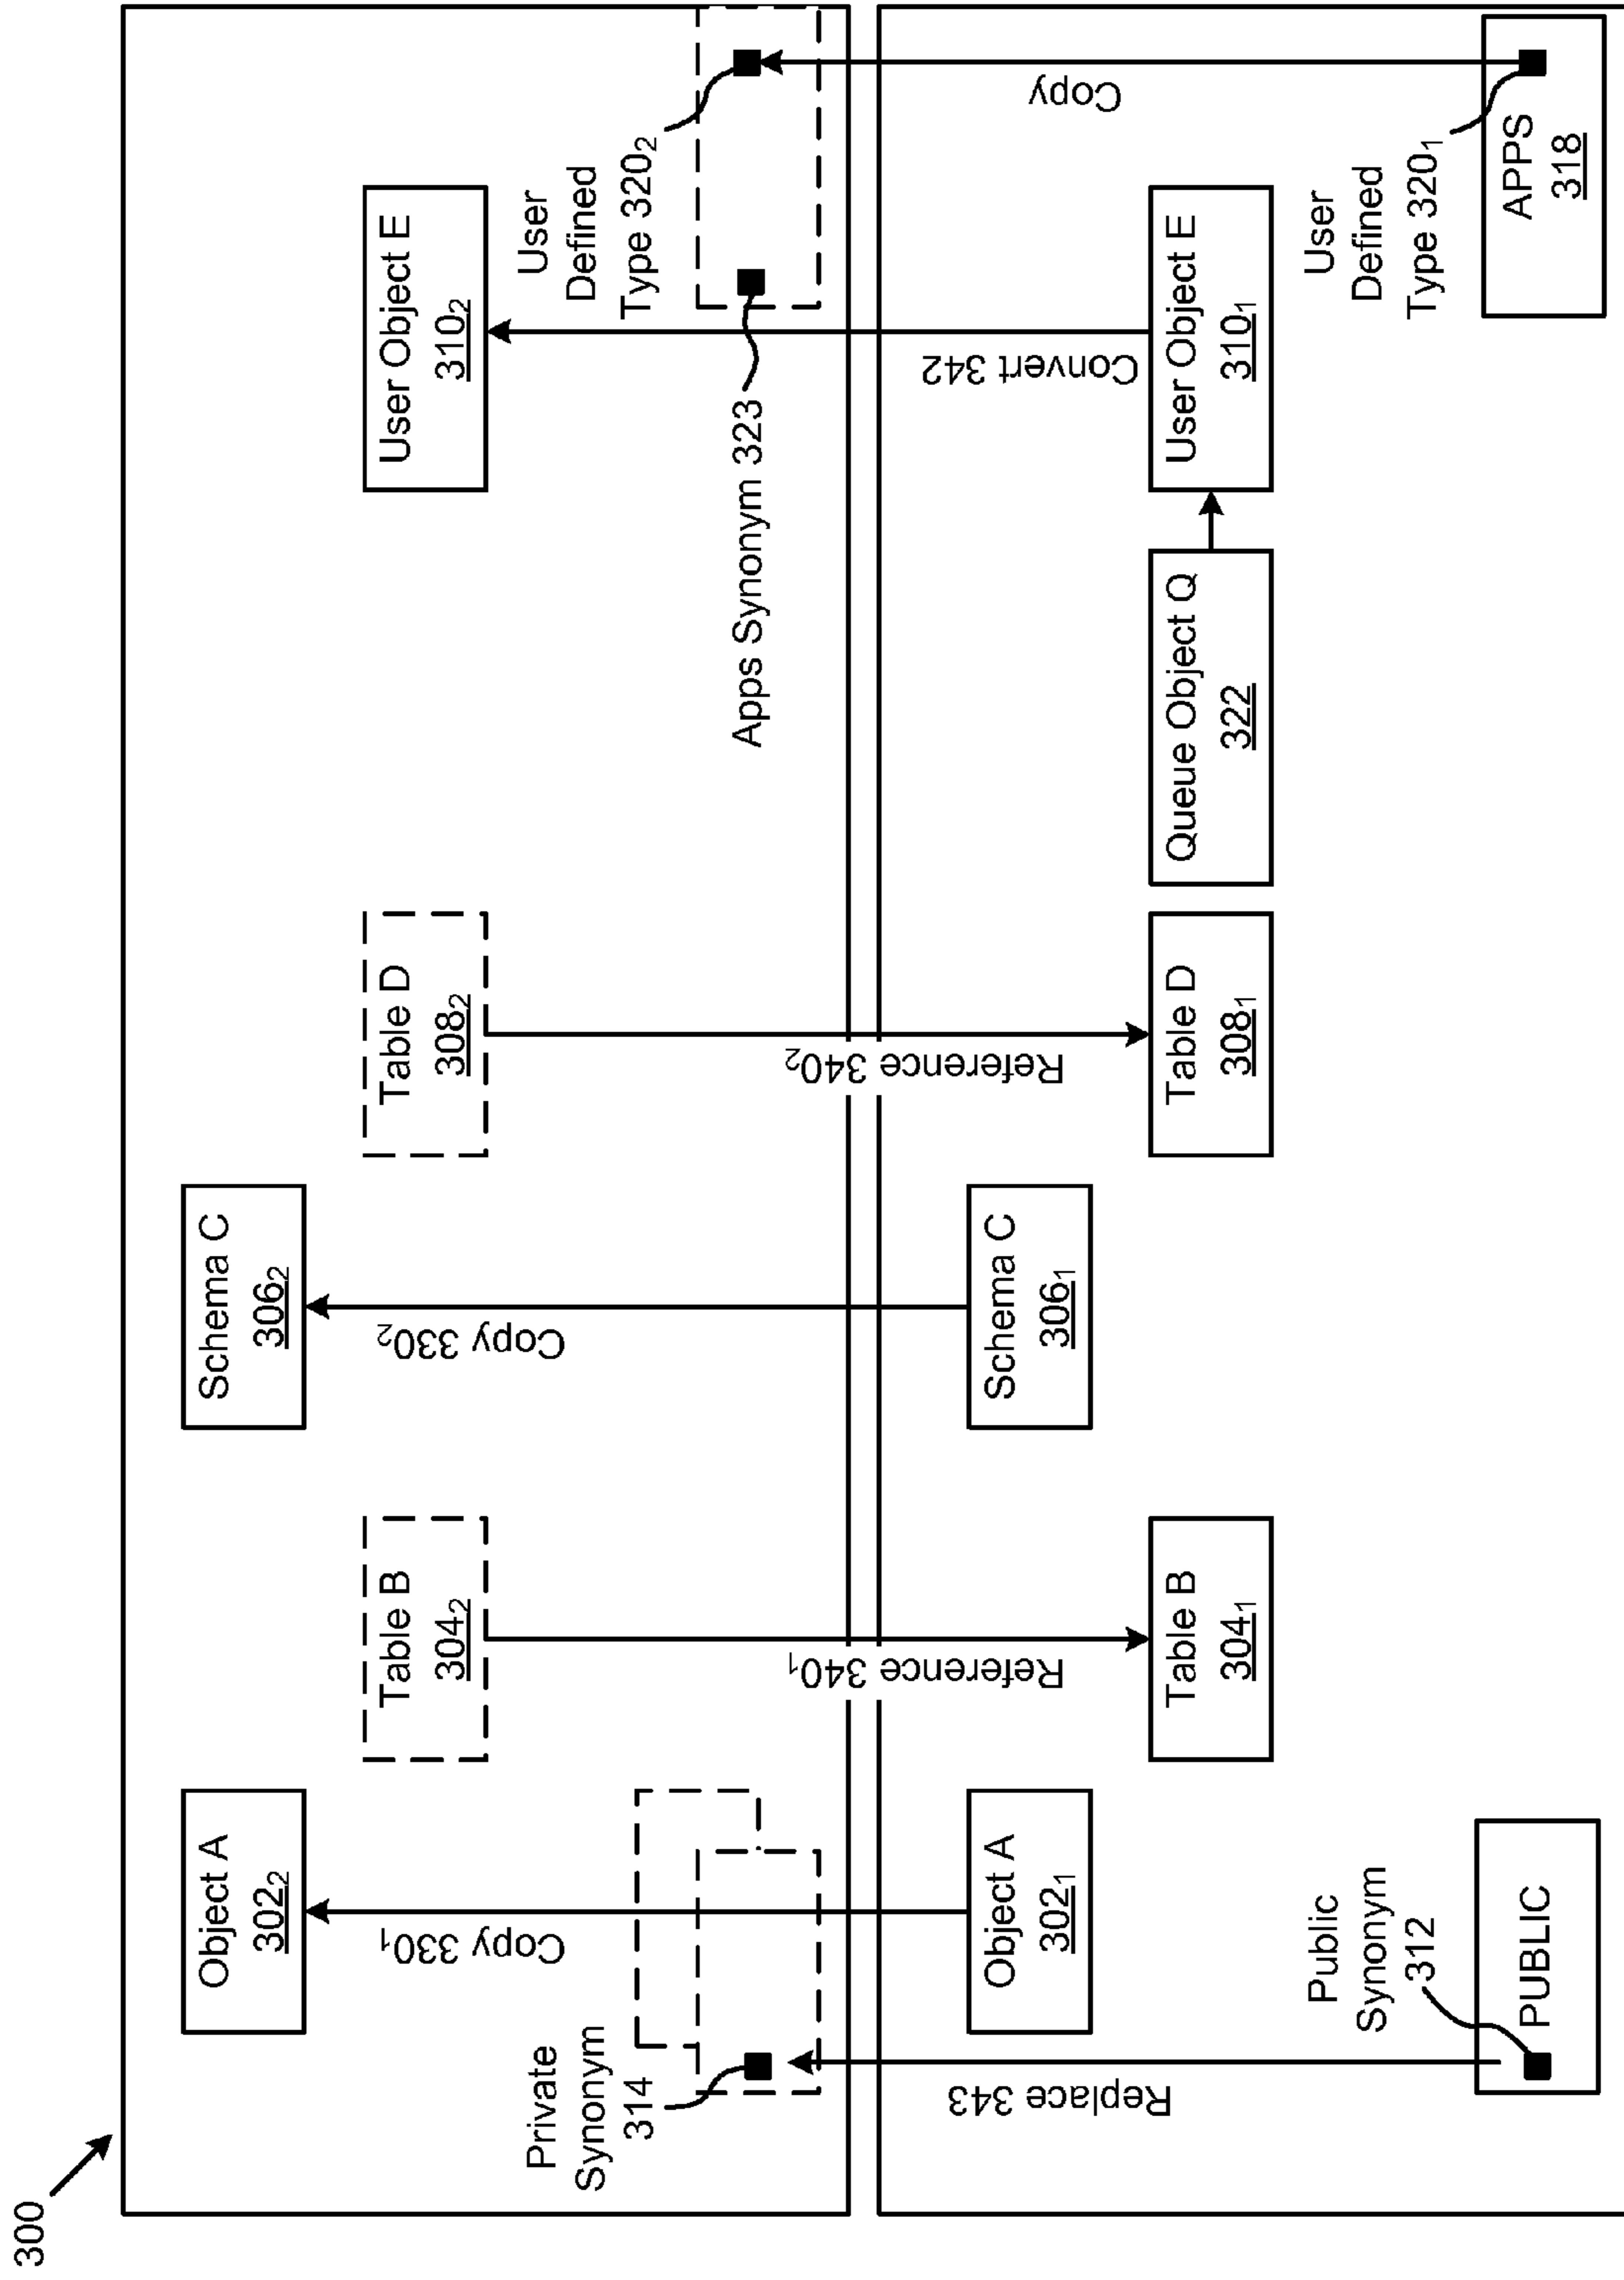 300
Object A
302₂
Table B
304₂
Schema C
306₂
Table D
308₂
User Object E
310₂
Copy 330₁
Copy 330₂
Private
Synonym
314
User
Defined
Type 320₂
Apps Synonym 323
Reference 340₁
Reference 340₂
Convert 342
Copy
Replace 343
Object A
302₁
Table B
304₁
Schema C
306₁
Table D
308₁
Queue Object Q
322
User Object E
310₁
Public
Synonym
312
PUBLIC
User
Defined
Type 320₁
APPS
318